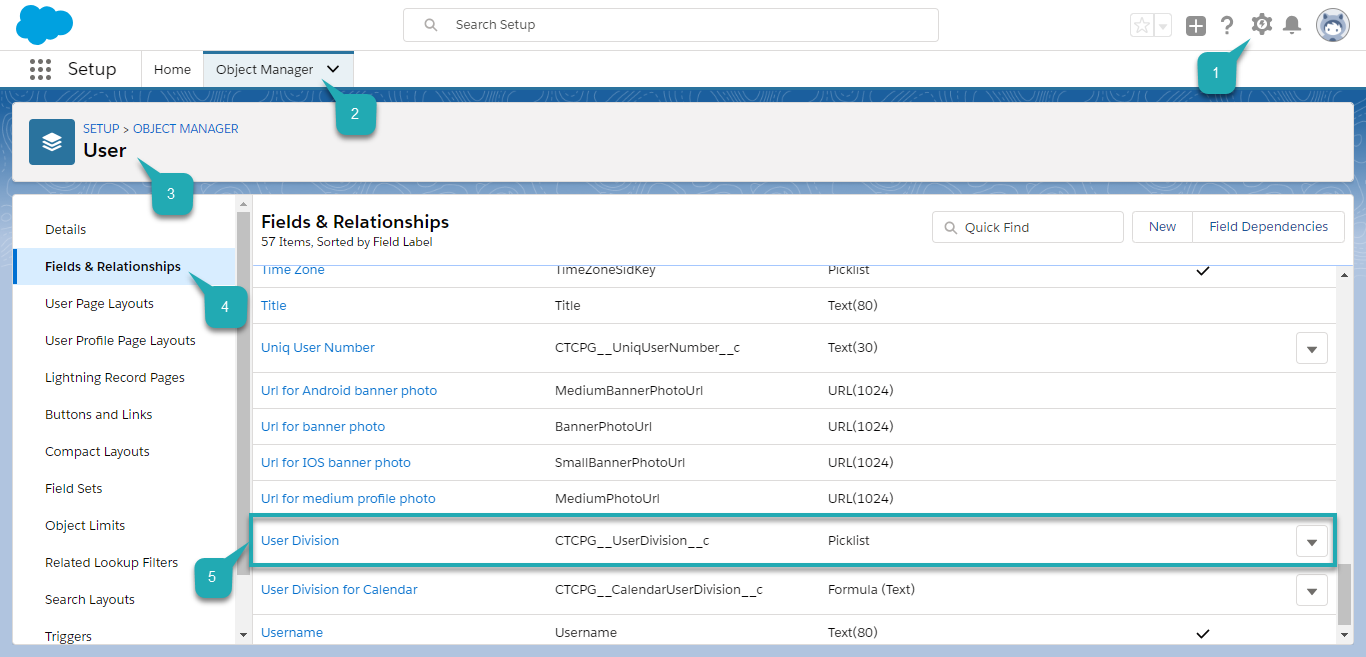 Search Setup
1
Setup
Home
Object Manager
2
SETUP > OBJECT MANAGER
User
3
Details
Fields & Relationships
4
User Page Layouts
User Profile Page Layouts
Lightning Record Pages
Buttons and Links
Compact Layouts
Field Sets
Object Limits
Related Lookup Filters
Search Layouts
Triggers
Fields & Relationships
57 Items, Sorted by Field Label
Quick Find
New
Field Dependencies
Time Zone TimeZoneSidKey Picklist
Title Title Text(80)
Uniq User Number CTCPG__UniqUserNumber__c Text(30)
Url for Android banner photo MediumBannerPhotoUrl URL(1024)
Url for banner photo BannerPhotoUrl URL(1024)
Url for IOS banner photo SmallBannerPhotoUrl URL(1024)
Url for medium profile photo MediumPhotoUrl URL(1024)
User Division CTCPG__UserDivision__c Picklist
5
User Division for Calendar CTCPG__CalendarUserDivision__c Formula (Text)
Username Username Text(80)